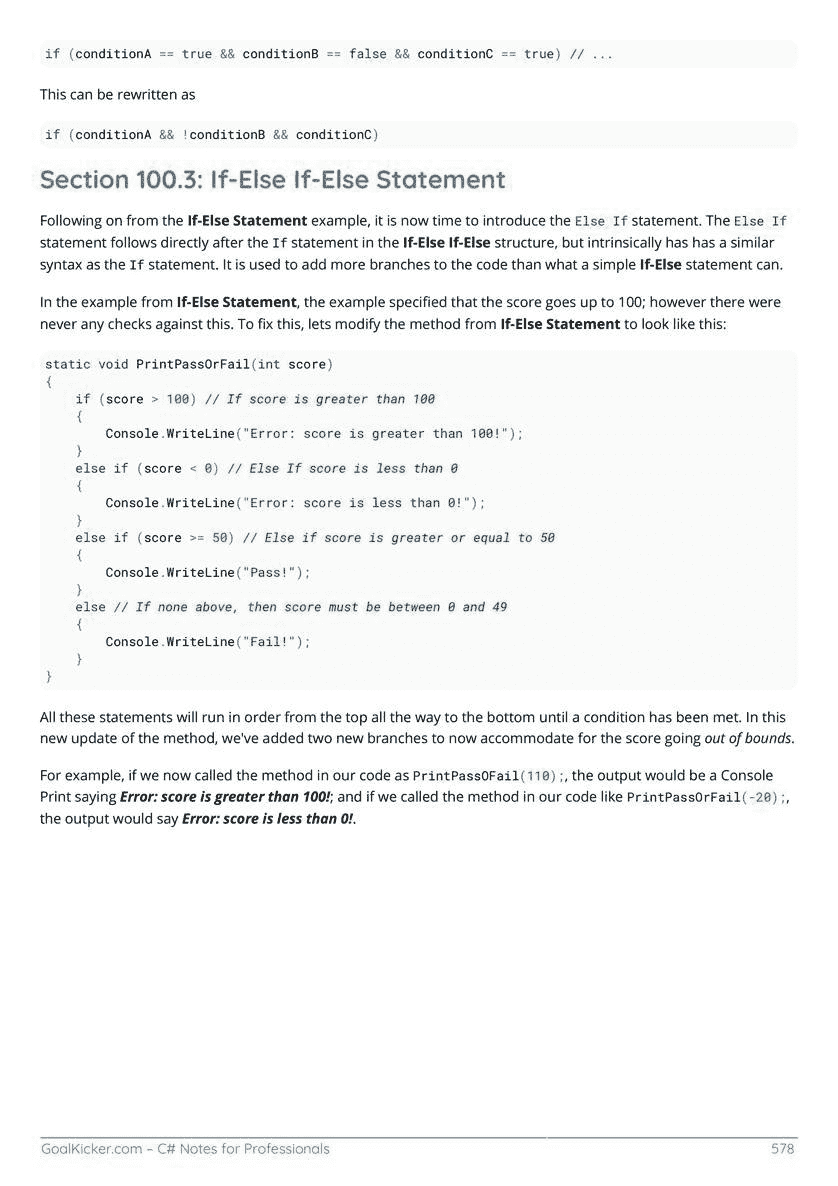 if (conditionA == true && conditionB == false && conditionC == true) // ...
This can be rewritten as
if (conditionA && !conditionB && conditionC)
Section 100.3: If-Else If-Else Statement
Following on from the If-Else Statement example, it is now time to introduce the Else If statement. The Else If
statement follows directly after the If statement in the If-Else If-Else structure, but intrinsically has has a similar
syntax as the If statement. It is used to add more branches to the code than what a simple If-Else statement can.
In the example from If-Else Statement, the example specified that the score goes up to 100; however there were
never any checks against this. To fix this, lets modify the method from If-Else Statement to look like this:
static void PrintPassOrFail(int score)
{
    if (score > 100) // If score is greater than 100
    {
        Console.WriteLine("Error: score is greater than 100!");
    }
    else if (score < 0) // Else If score is less than 0
    {
        Console.WriteLine("Error: score is less than 0!");
    }
    else if (score >= 50) // Else if score is greater or equal to 50
    {
        Console.WriteLine("Pass!");
    }
    else // If none above, then score must be between 0 and 49
    {
        Console.WriteLine("Fail!");
    }
}
All these statements will run in order from the top all the way to the bottom until a condition has been met. In this
new update of the method, we've added two new branches to now accommodate for the score going out of bounds.
For example, if we now called the method in our code as PrintPassOFail(110);, the output would be a Console
Print saying Error: score is greater than 100!; and if we called the method in our code like PrintPassOrFail(-20);,
the output would say Error: score is less than 0!.
GoalKicker.com – C# Notes for Professionals
578